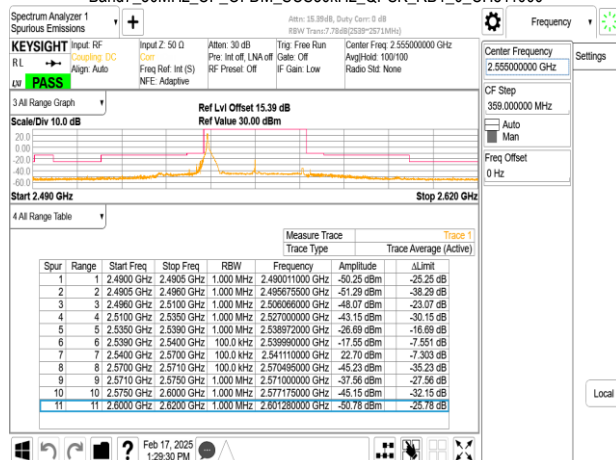 Spectrum Analyzer 1
Spurious Emissions
Attn: 15.39dB, Duty Corr: 0 dB
RBW Trans:7.78dB(2539~2571MHz)
Frequency
Settings
KEYSIGHT
RL
PASS
Input: RF
Coupling: DC
Align: Auto
Input Z: 50 Ω
Corr
Freq Ref: Int (S)
NFE: Adaptive
Atten: 30 dB
Pre: Int off, LNA off
RF Preset: Off
Trig: Free Run
Gate: Off
IF Gain: Low
Center Freq: 2.555000000 GHz
Avg|Hold: 100/100
Radio Std: None
Center Frequency
2.555000000 GHz
CF Step
359.000000 MHz
Auto
Man
Freq Offset
0 Hz
Local
3 All Range Graph
Scale/Div 10.0 dB
Ref Lvl Offset 15.39 dB
Ref Value 30.00 dBm
20.0
0.00
-20.0
-40.0
-60.0
Start 2.490 GHz
Stop 2.620 GHz
4 All Range Table
Measure Trace Trace 1
Trace Type Trace Average (Active)
Spur Range Start Freq Stop Freq RBW Frequency Amplitude ΔLimit
1 1 2.4900 GHz 2.4905 GHz 1.000 MHz 2.490011000 GHz -50.25 dBm -25.25 dB
2 2 2.4905 GHz 2.4960 GHz 1.000 MHz 2.495675500 GHz -51.29 dBm -38.29 dB
3 3 2.4960 GHz 2.5100 GHz 1.000 MHz 2.506066000 GHz -48.07 dBm -23.07 dB
4 4 2.5100 GHz 2.5350 GHz 1.000 MHz 2.527000000 GHz -43.15 dBm -30.15 dB
5 5 2.5350 GHz 2.5390 GHz 1.000 MHz 2.538972000 GHz -26.69 dBm -16.69 dB
6 6 2.5390 GHz 2.5400 GHz 100.0 kHz 2.539990000 GHz -17.55 dBm -7.551 dB
7 7 2.5400 GHz 2.5700 GHz 100.0 kHz 2.541110000 GHz 22.70 dBm -7.303 dB
8 8 2.5700 GHz 2.5710 GHz 100.0 kHz 2.570495000 GHz -45.23 dBm -35.23 dB
9 9 2.5710 GHz 2.5750 GHz 1.000 MHz 2.571000000 GHz -37.56 dBm -27.56 dB
10 10 2.5750 GHz 2.6000 GHz 1.000 MHz 2.577175000 GHz -45.15 dBm -32.15 dB
11 11 2.6000 GHz 2.6200 GHz 1.000 MHz 2.601280000 GHz -50.78 dBm -25.78 dB
Feb 17, 2025
1:29:30 PM